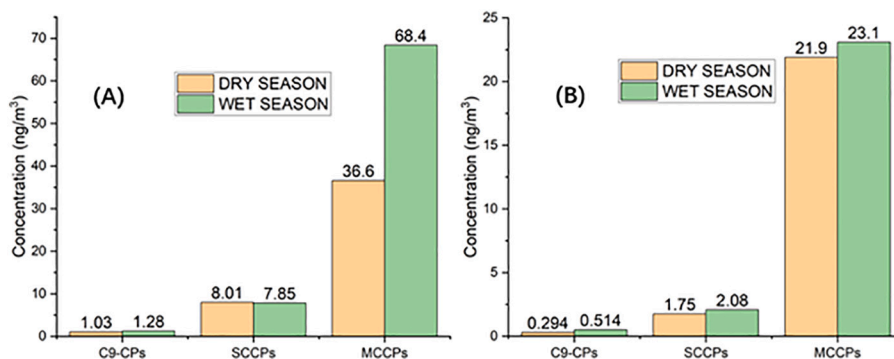 (A)
Concentration (ng/m³)
70
60
50
40
30
20
10
0
DRY SEASON
WET SEASON
1.03
1.28
8.01
7.85
36.6
68.4
C9-CPs
SCCPs
MCCPs
(B)
Concentration (ng/m³)
25
20
15
10
5
0
DRY SEASON
WET SEASON
0.294
0.514
1.75
2.08
21.9
23.1
C9-CPs
SCCPs
MCCPs